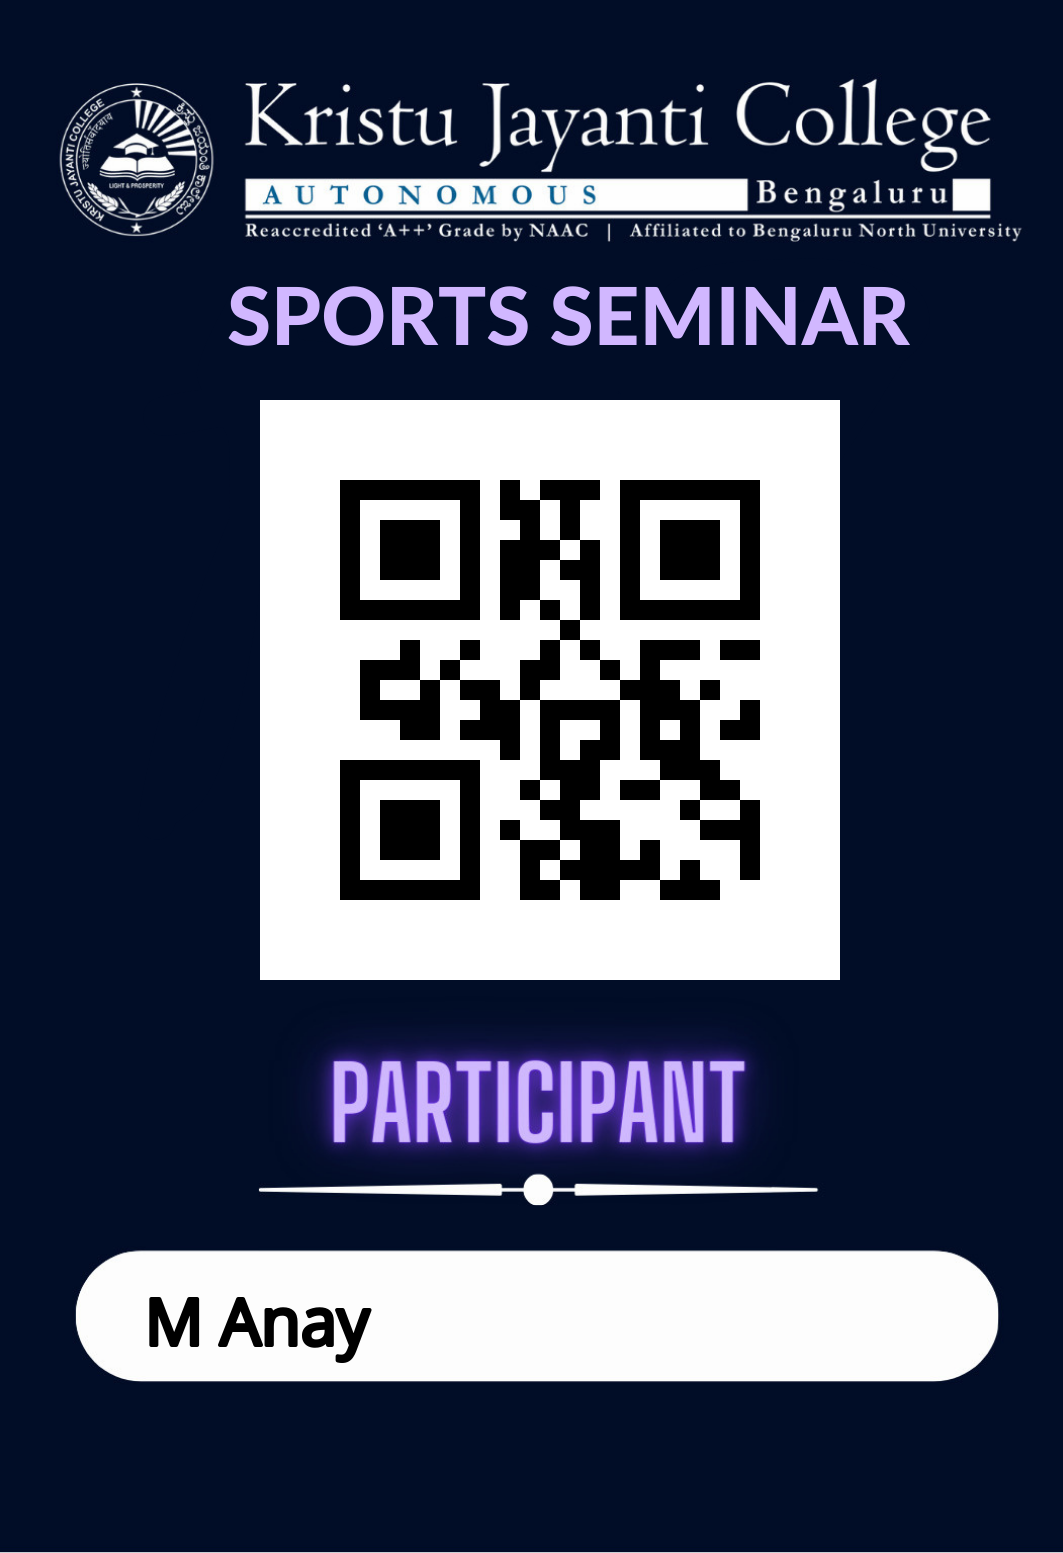 KRISTU JAYANTI COLLEGE
LIGHT & PROSPERITY
Kristu Jayanti College
AUTONOMOUS
Bengaluru
Reaccredited ‘A++’ Grade by NAAC | Affiliated to Bengaluru North University
SPORTS SEMINAR
PARTICIPANT
M Anay